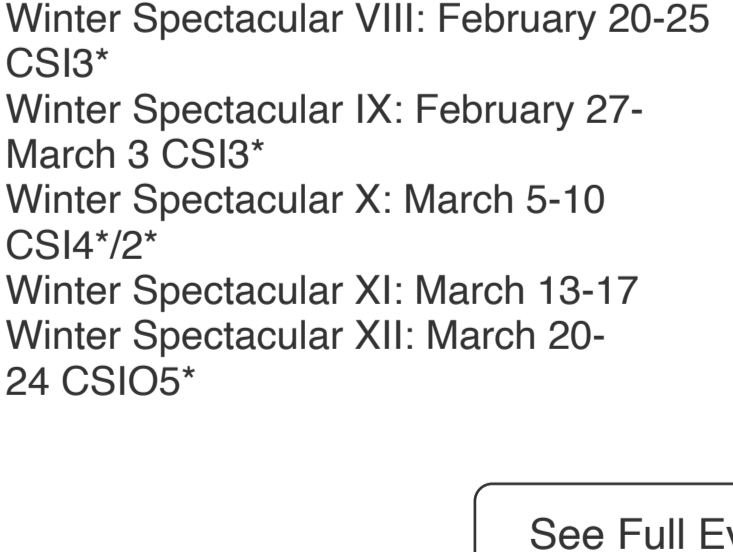 Winter Spectacular VIII: February 20-25
CSI3*
Winter Spectacular IX: February 27-
March 3 CSI3*
Winter Spectacular X: March 5-10
CSI4*/2*
Winter Spectacular XI: March 13-17
Winter Spectacular XII: March 20-
24 CSIO5*
See Full